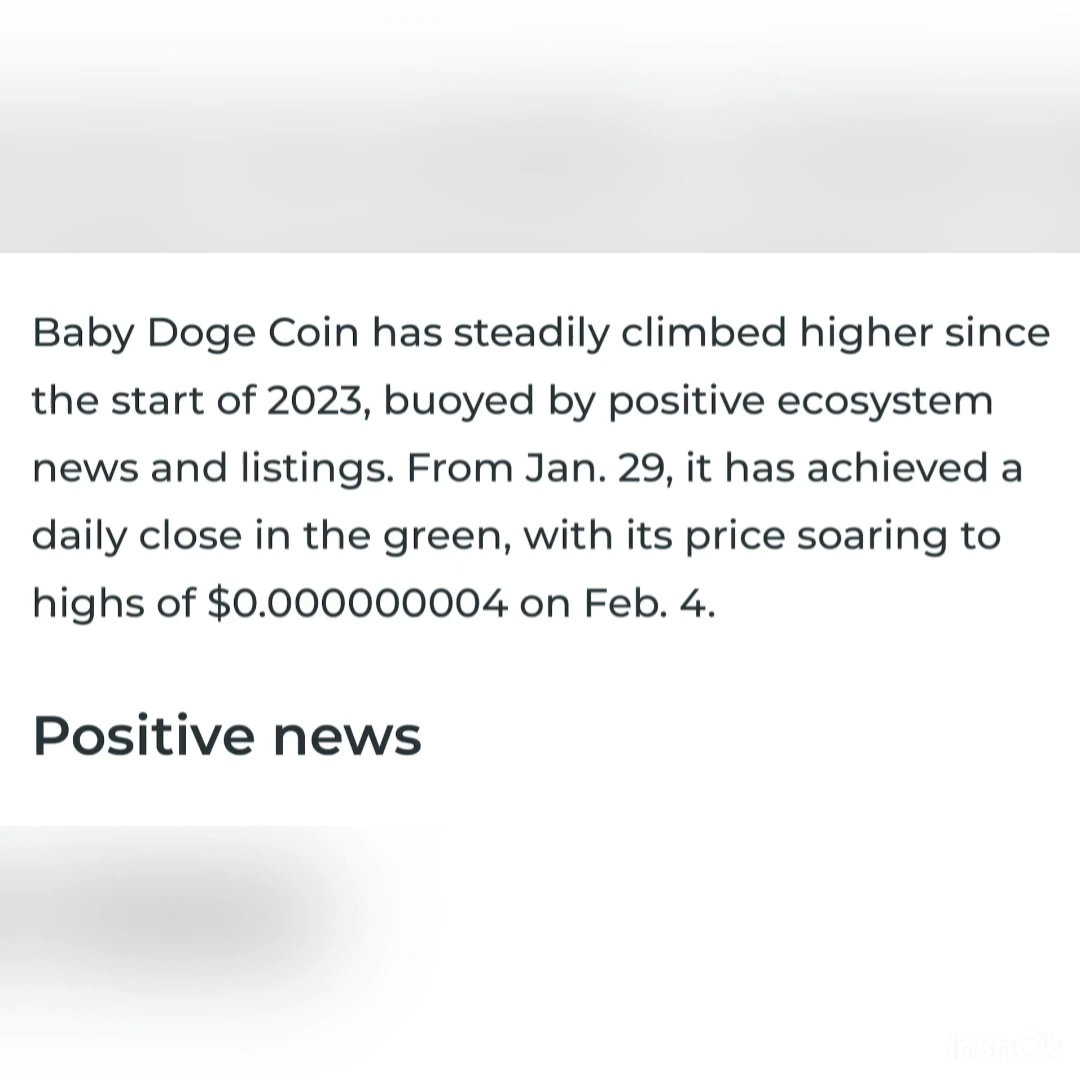 Baby Doge Coin has steadily climbed higher since
the start of 2023, buoyed by positive ecosystem
news and listings. From Jan. 29, it has achieved a
daily close in the green, with its price soaring to
highs of $0.000000004 on Feb. 4.
Positive news